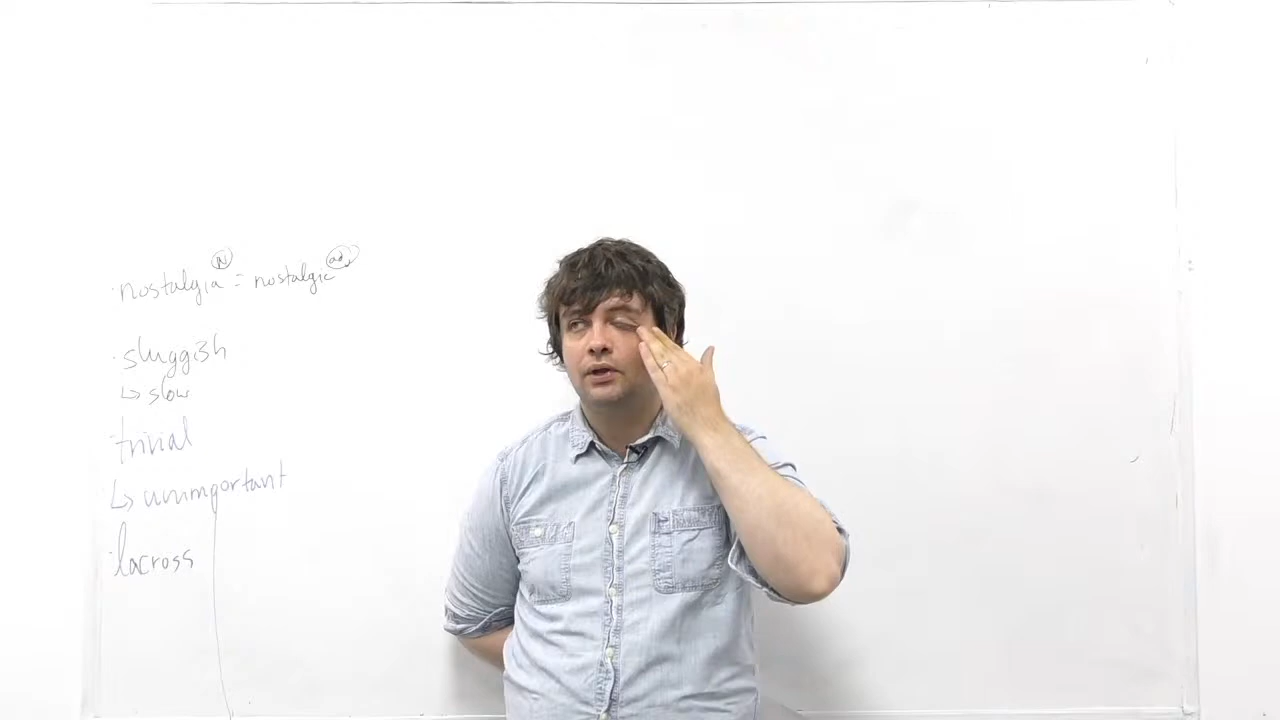 · nostalgia (N) = nostalgic (adj)
· sluggish
↳ slow
· trivial
↳ unimportant
· lacross